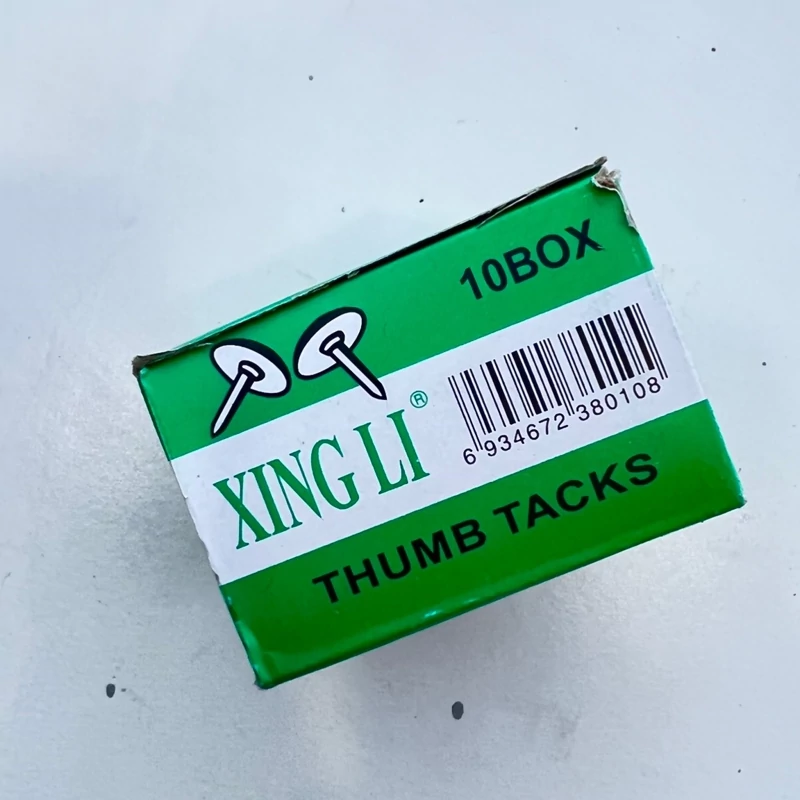 10BOX
XING LI®
6 934672 380108
THUMB TACKS